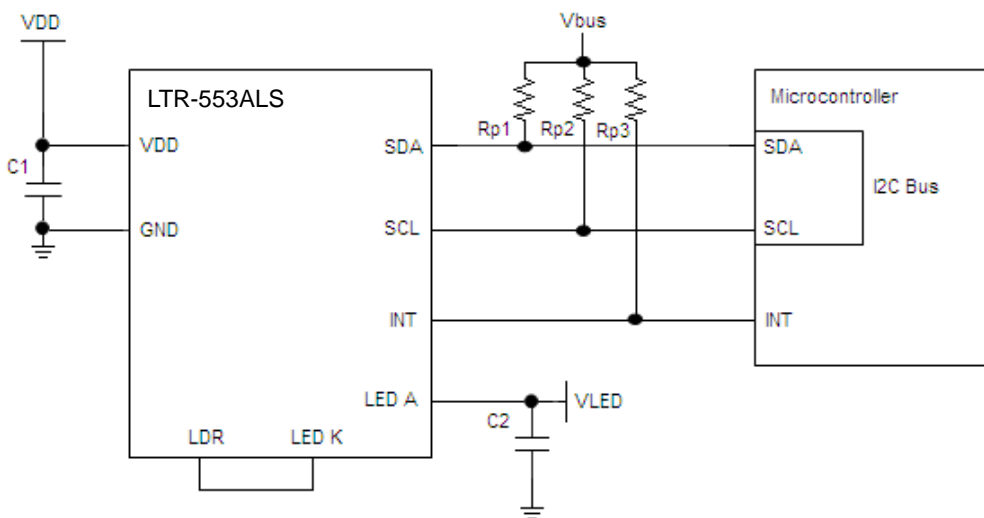 VDD
Vbus
LTR-553ALS
Microcontroller
Rp1 Rp2 Rp3
VDD
SDA
SDA
C1
I2C Bus
GND
SCL
SCL
INT
INT
LED A
VLED
C2
LDR
LED K